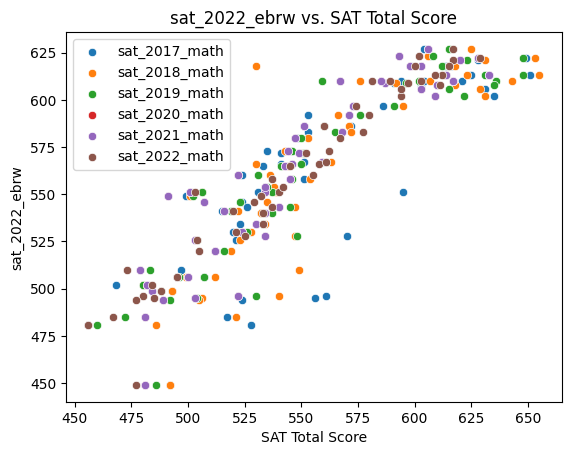 sat_2022_ebrw vs. SAT Total Score
sat_2017_math
sat_2018_math
sat_2019_math
sat_2020_math
sat_2021_math
sat_2022_math
sat_2022_ebrw
625
600
575
550
525
500
475
450
450
475
500
525
550
575
600
625
650
SAT Total Score